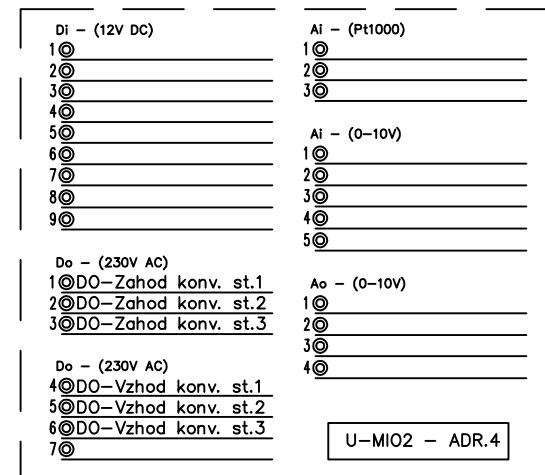 Di – (12V DC)
1
2
3
4
5
6
7
8
9
Do – (230V AC)
1 DO–Zahod konv. st.1
2 DO–Zahod konv. st.2
3 DO–Zahod konv. st.3
Do – (230V AC)
4 DO–Vzhod konv. st.1
5 DO–Vzhod konv. st.2
6 DO–Vzhod konv. st.3
7
Ai – (Pt1000)
1
2
3
Ai – (0–10V)
1
2
3
4
5
Ao – (0–10V)
1
2
3
4
U–MIO2 – ADR.4